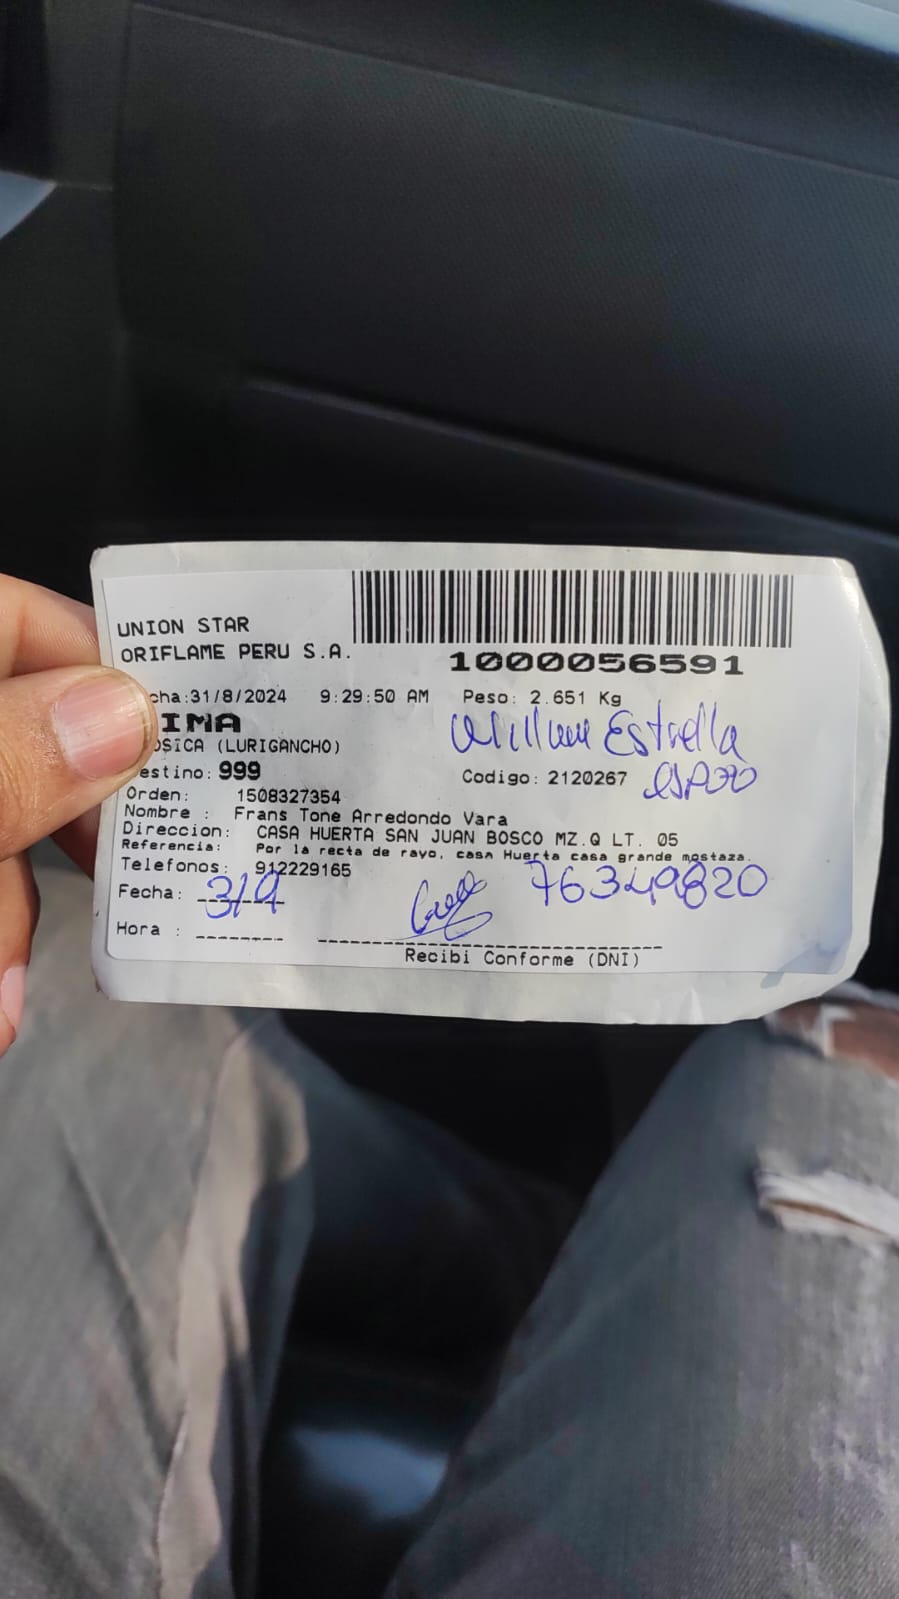 UNION STAR
ORIFLAME PERU S.A.
1000056591
cha:31/8/2024 9:29:50 AM Peso: 2.651 Kg
IMA
OSICA (LURIGANCHO)
Estrella
estino: 999
Codigo: 2120267
Orden: 1508327354
Nombre : Frans Tone Arredondo Vara
Direccion: CASA HUERTA SAN JUAN BOSCO MZ.Q LT. 05
Referencia: Por la recta de rayo, casa Huerta casa grande mostaza.
Telefonos: 912229165
Fecha: 3/9
76349820
Hora :
Recibi Conforme (DNI)